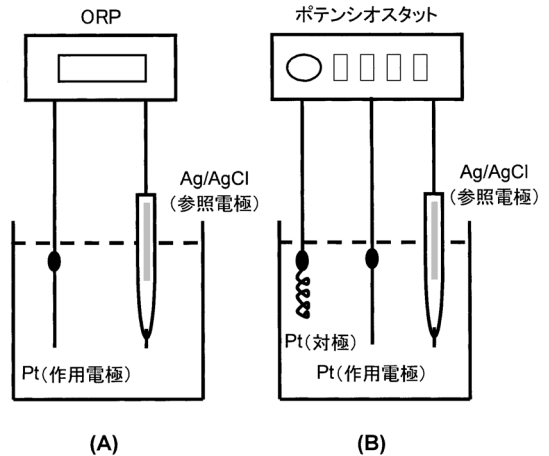 ORP
Ag/AgCl
(参照電極)
Pt(作用電極)
(A)
ポテンシオスタット
Ag/AgCl
(参照電極)
Pt(対極)
Pt(作用電極)
(B)